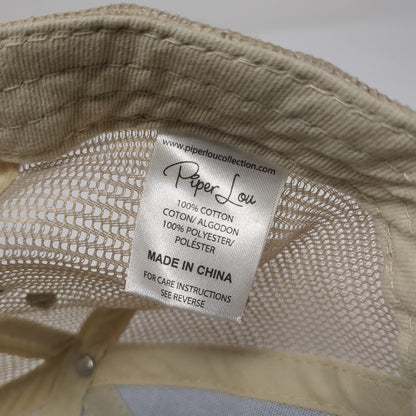 www.piperloucollection.com
Piper Lou
100% COTTON
COTON/ ALGODON
100% POLYESTER/
POLÉSTER
MADE IN CHINA
FOR CARE INSTRUCTIONS
SEE REVERSE